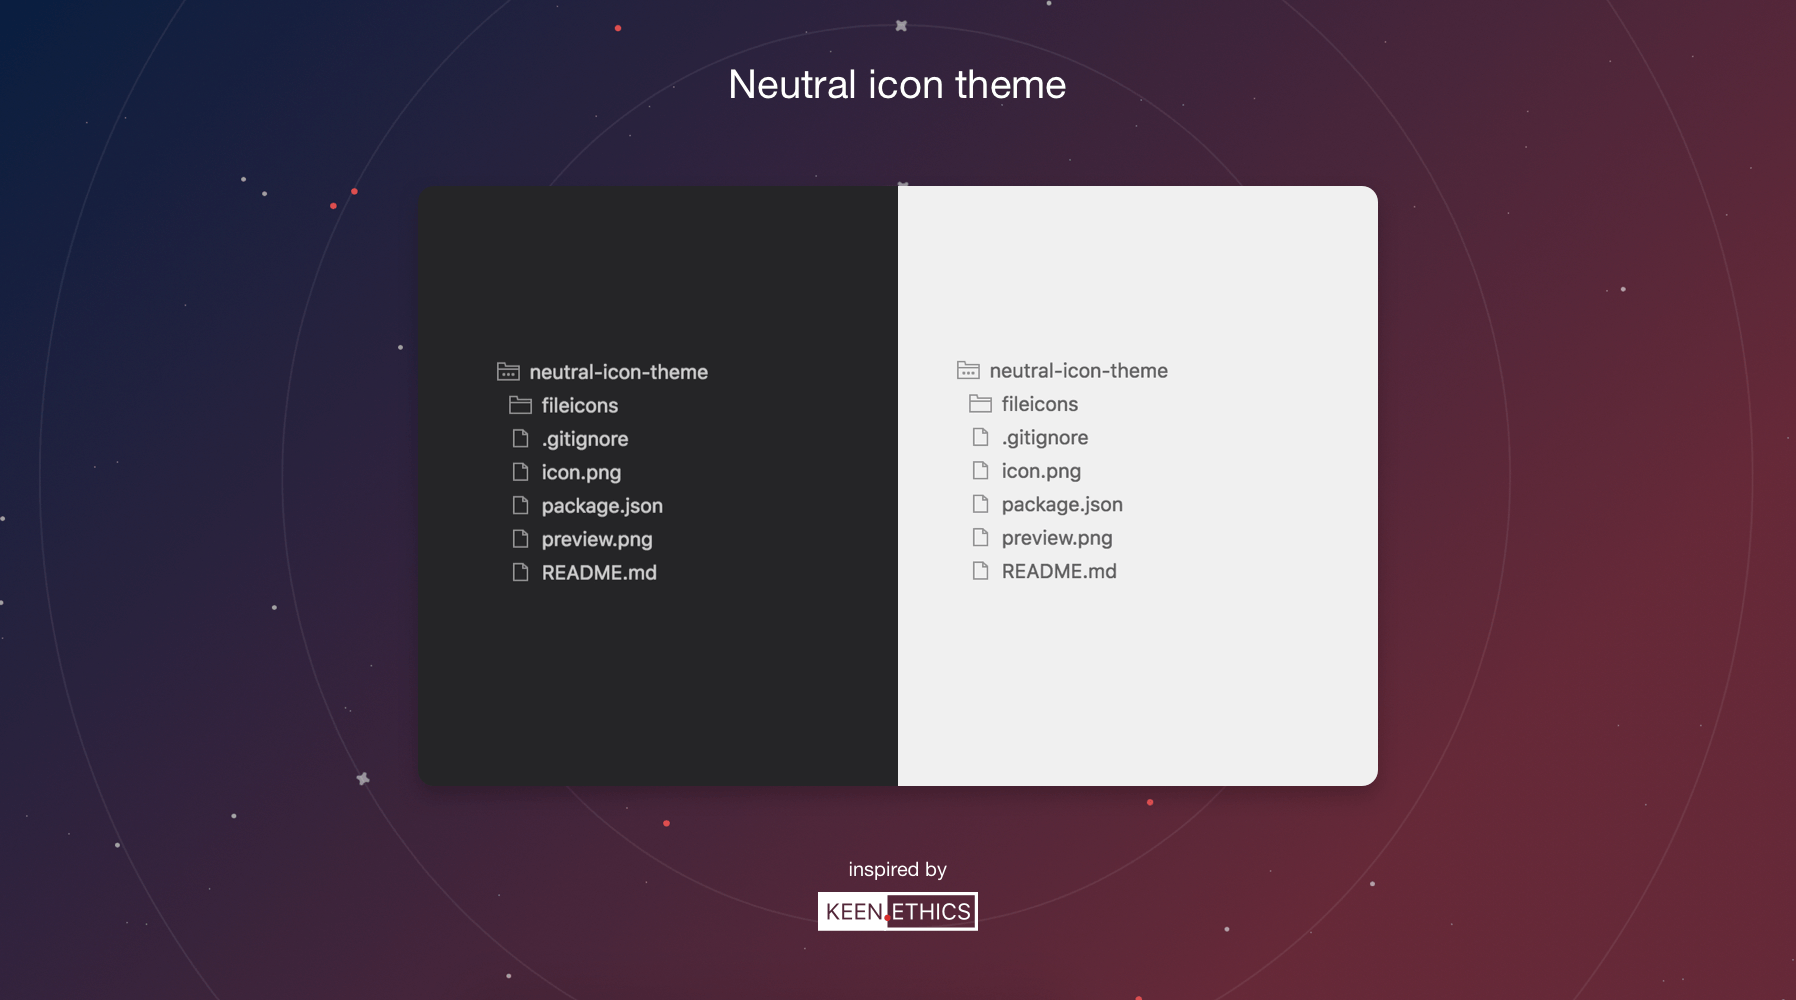 Neutral icon theme
neutral-icon-theme
fileicons
.gitignore
icon.png
package.json
preview.png
README.md
neutral-icon-theme
fileicons
.gitignore
icon.png
package.json
preview.png
README.md
inspired by
KEEN.ETHICS